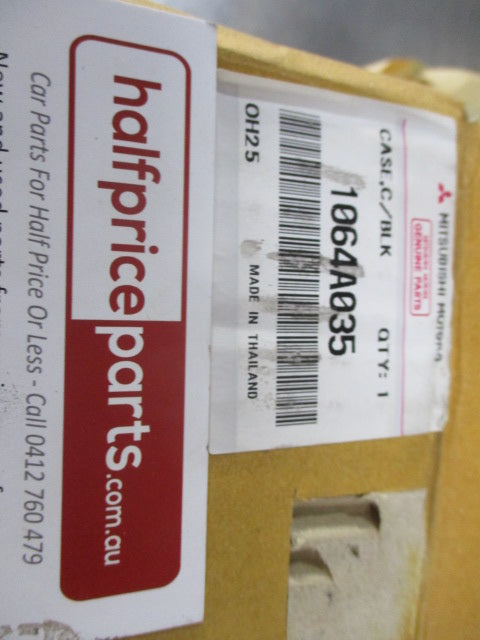 MITSUBISHI MOTORS
GENUINE PARTS
CASE,C/BLK QTY: 1
1064A035
OH25 MADE IN THAILAND
halfpriceparts.com.au
Car Parts For Half Price Or Less - Call 0412 760 479